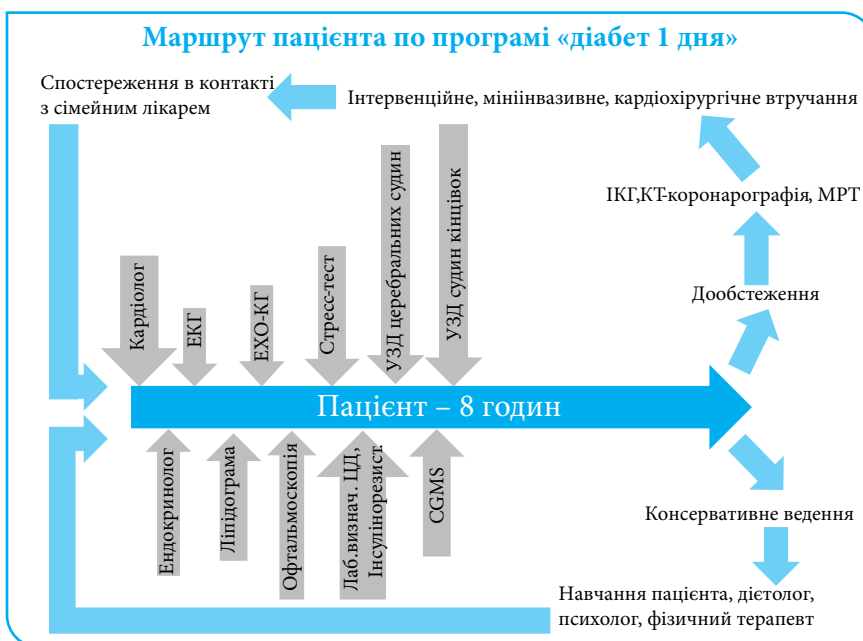 Маршрут пацієнта по програмі «діабет 1 дня»
Спостереження в контакті
з сімейним лікарем
Інтервенційне, мініінвазивне, кардіохірургічне втручання
ІКГ,КТ-коронарографія, МРТ
Дообстеження
Кардіолог
ЕКГ
ЕХО-КГ
Стресс-тест
УЗД церебральних судин
УЗД судин кінцівок
Пацієнт – 8 годин
Ендокринолог
Ліпідограма
Офтальмоскопія
Лаб.визнач. ЦД,
Інсулінорезист.
CGMS
Консервативне ведення
Навчання пацієнта, дієтолог,
психолог, фізичний терапевт